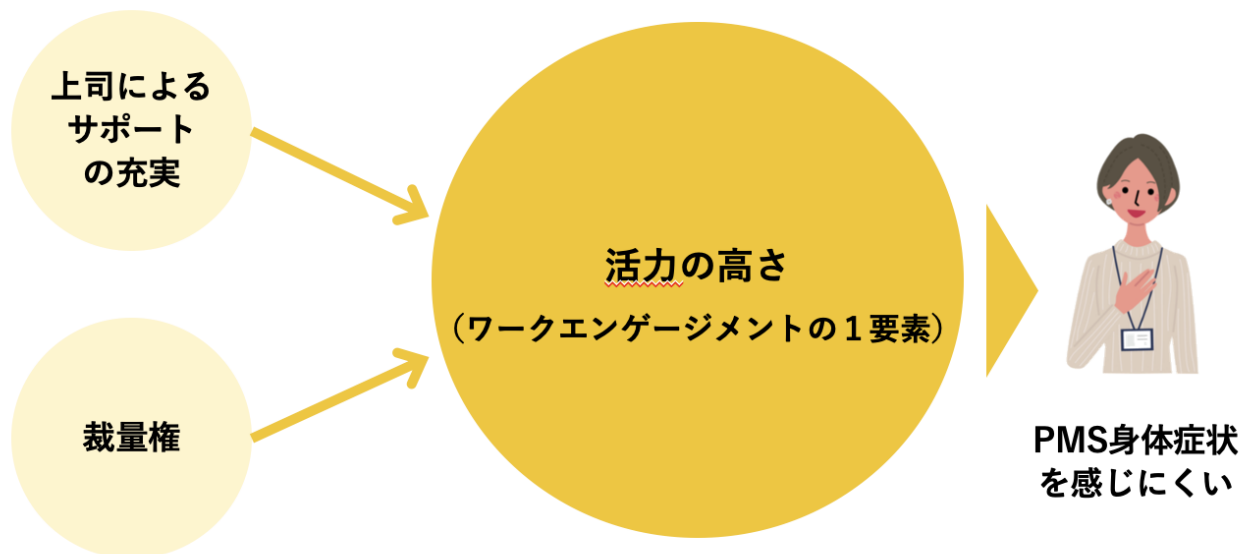 上司による
サポート
の充実
裁量権
活力の高さ
（ワークエンゲージメントの１要素）
PMS身体症状
を感じにくい